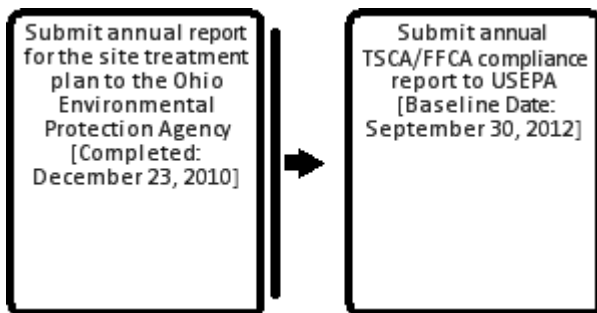 Submit annual report
for the site treatment
plan to the Ohio
Environmental
Protection Agency
[Completed:
December 23, 2010]
Submit annual
TSCA/FFCA compliance
report to USEPA
[Baseline Date:
September 30, 2012]